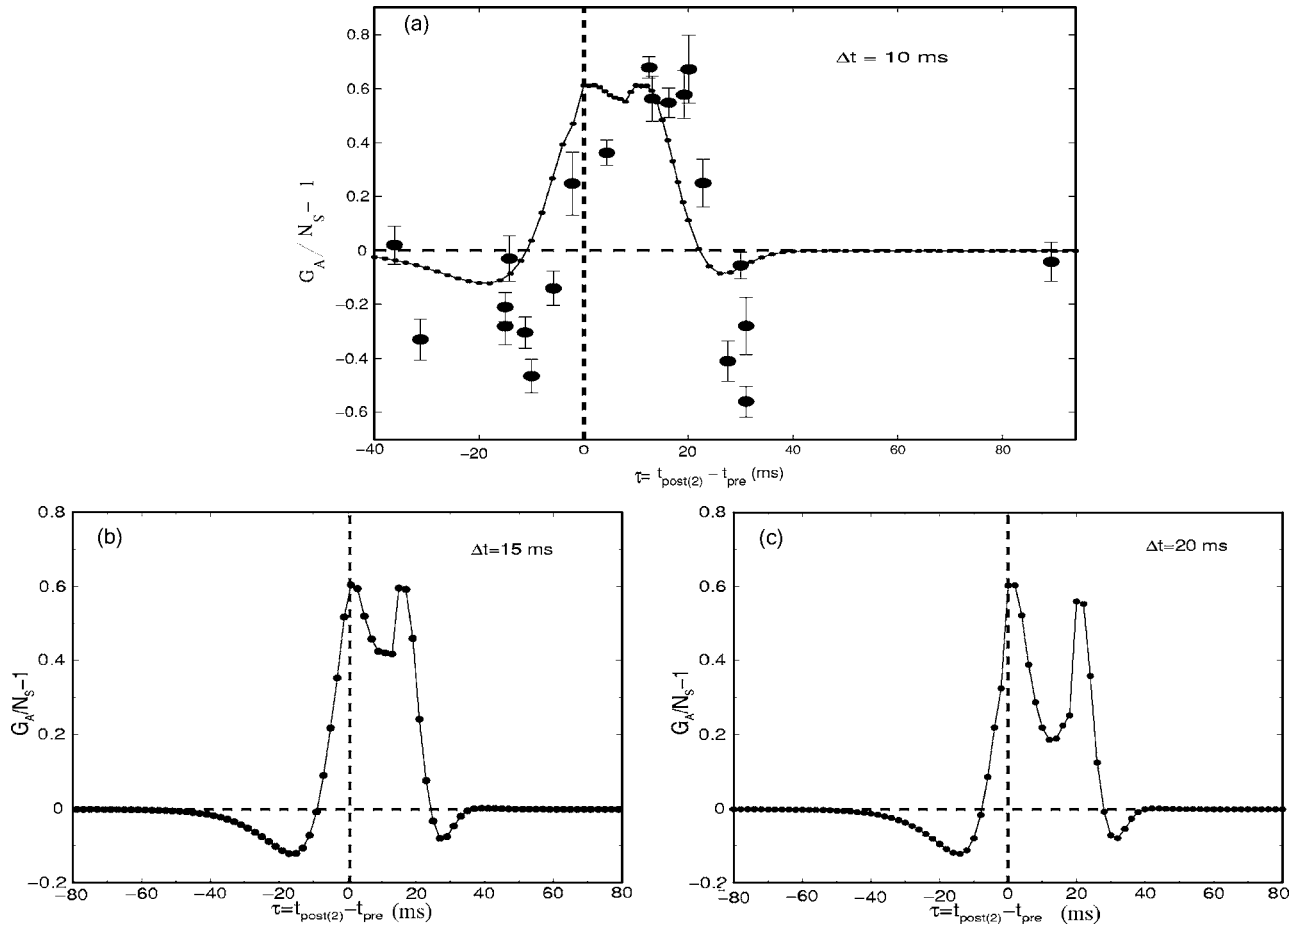 (a)
Δt = 10 ms
0.8
0.6
0.4
0.2
0
−0.2
−0.4
−0.6
G_A / N_S − 1
−40 −20 0 20 40 60 80
τ= t_post(2) − t_pre (ms)
(b)
Δt=15 ms
0.8
0.6
0.4
0.2
0
−0.2
G_A/N_S−1
−80 −60 −40 −20 0 20 40 60 80
τ=t_post(2)−t_pre (ms)
(c)
Δt=20 ms
0.8
0.6
0.4
0.2
0
−0.2
G_A/N_S−1
−80 −60 −40 −20 0 20 40 60 80
τ=t_post(2)−t_pre (ms)